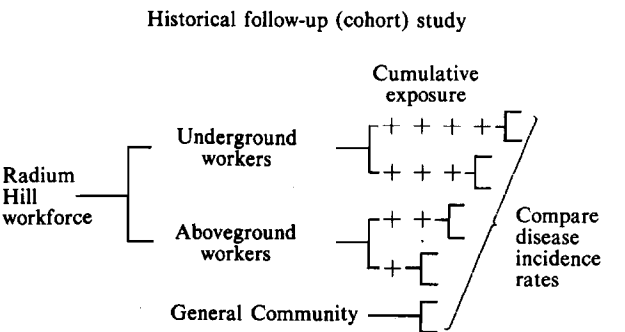 Historical follow-up (cohort) study
Cumulative
exposure
Underground
workers
+ + + +
+ + +
Radium
Hill
workforce
Aboveground
workers
+ +
+
Compare
disease
incidence
rates
General Community